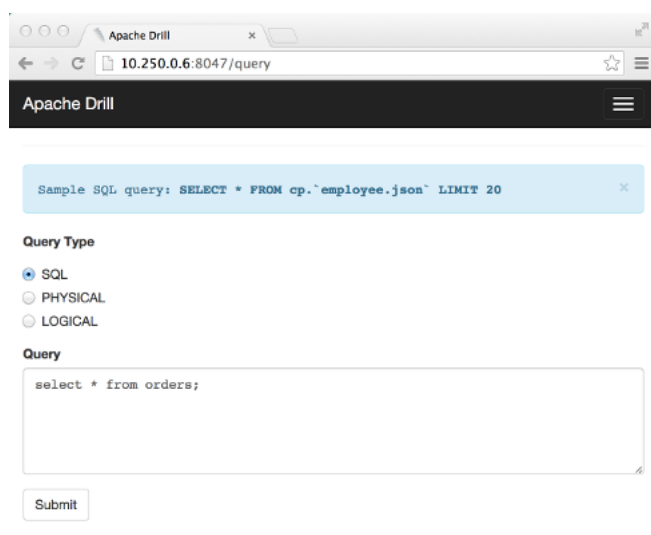 Apache Drill
10.250.0.6:8047/query
Apache Drill
Sample SQL query: SELECT * FROM cp.`employee.json` LIMIT 20
Query Type
SQL
PHYSICAL
LOGICAL
Query
select * from orders;
Submit